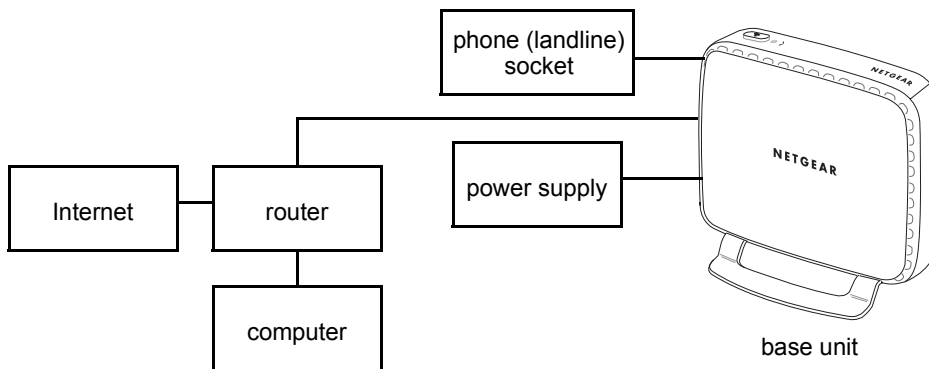 phone (landline)
socket
NETGEAR
NETGEAR
power supply
Internet
router
computer
base unit